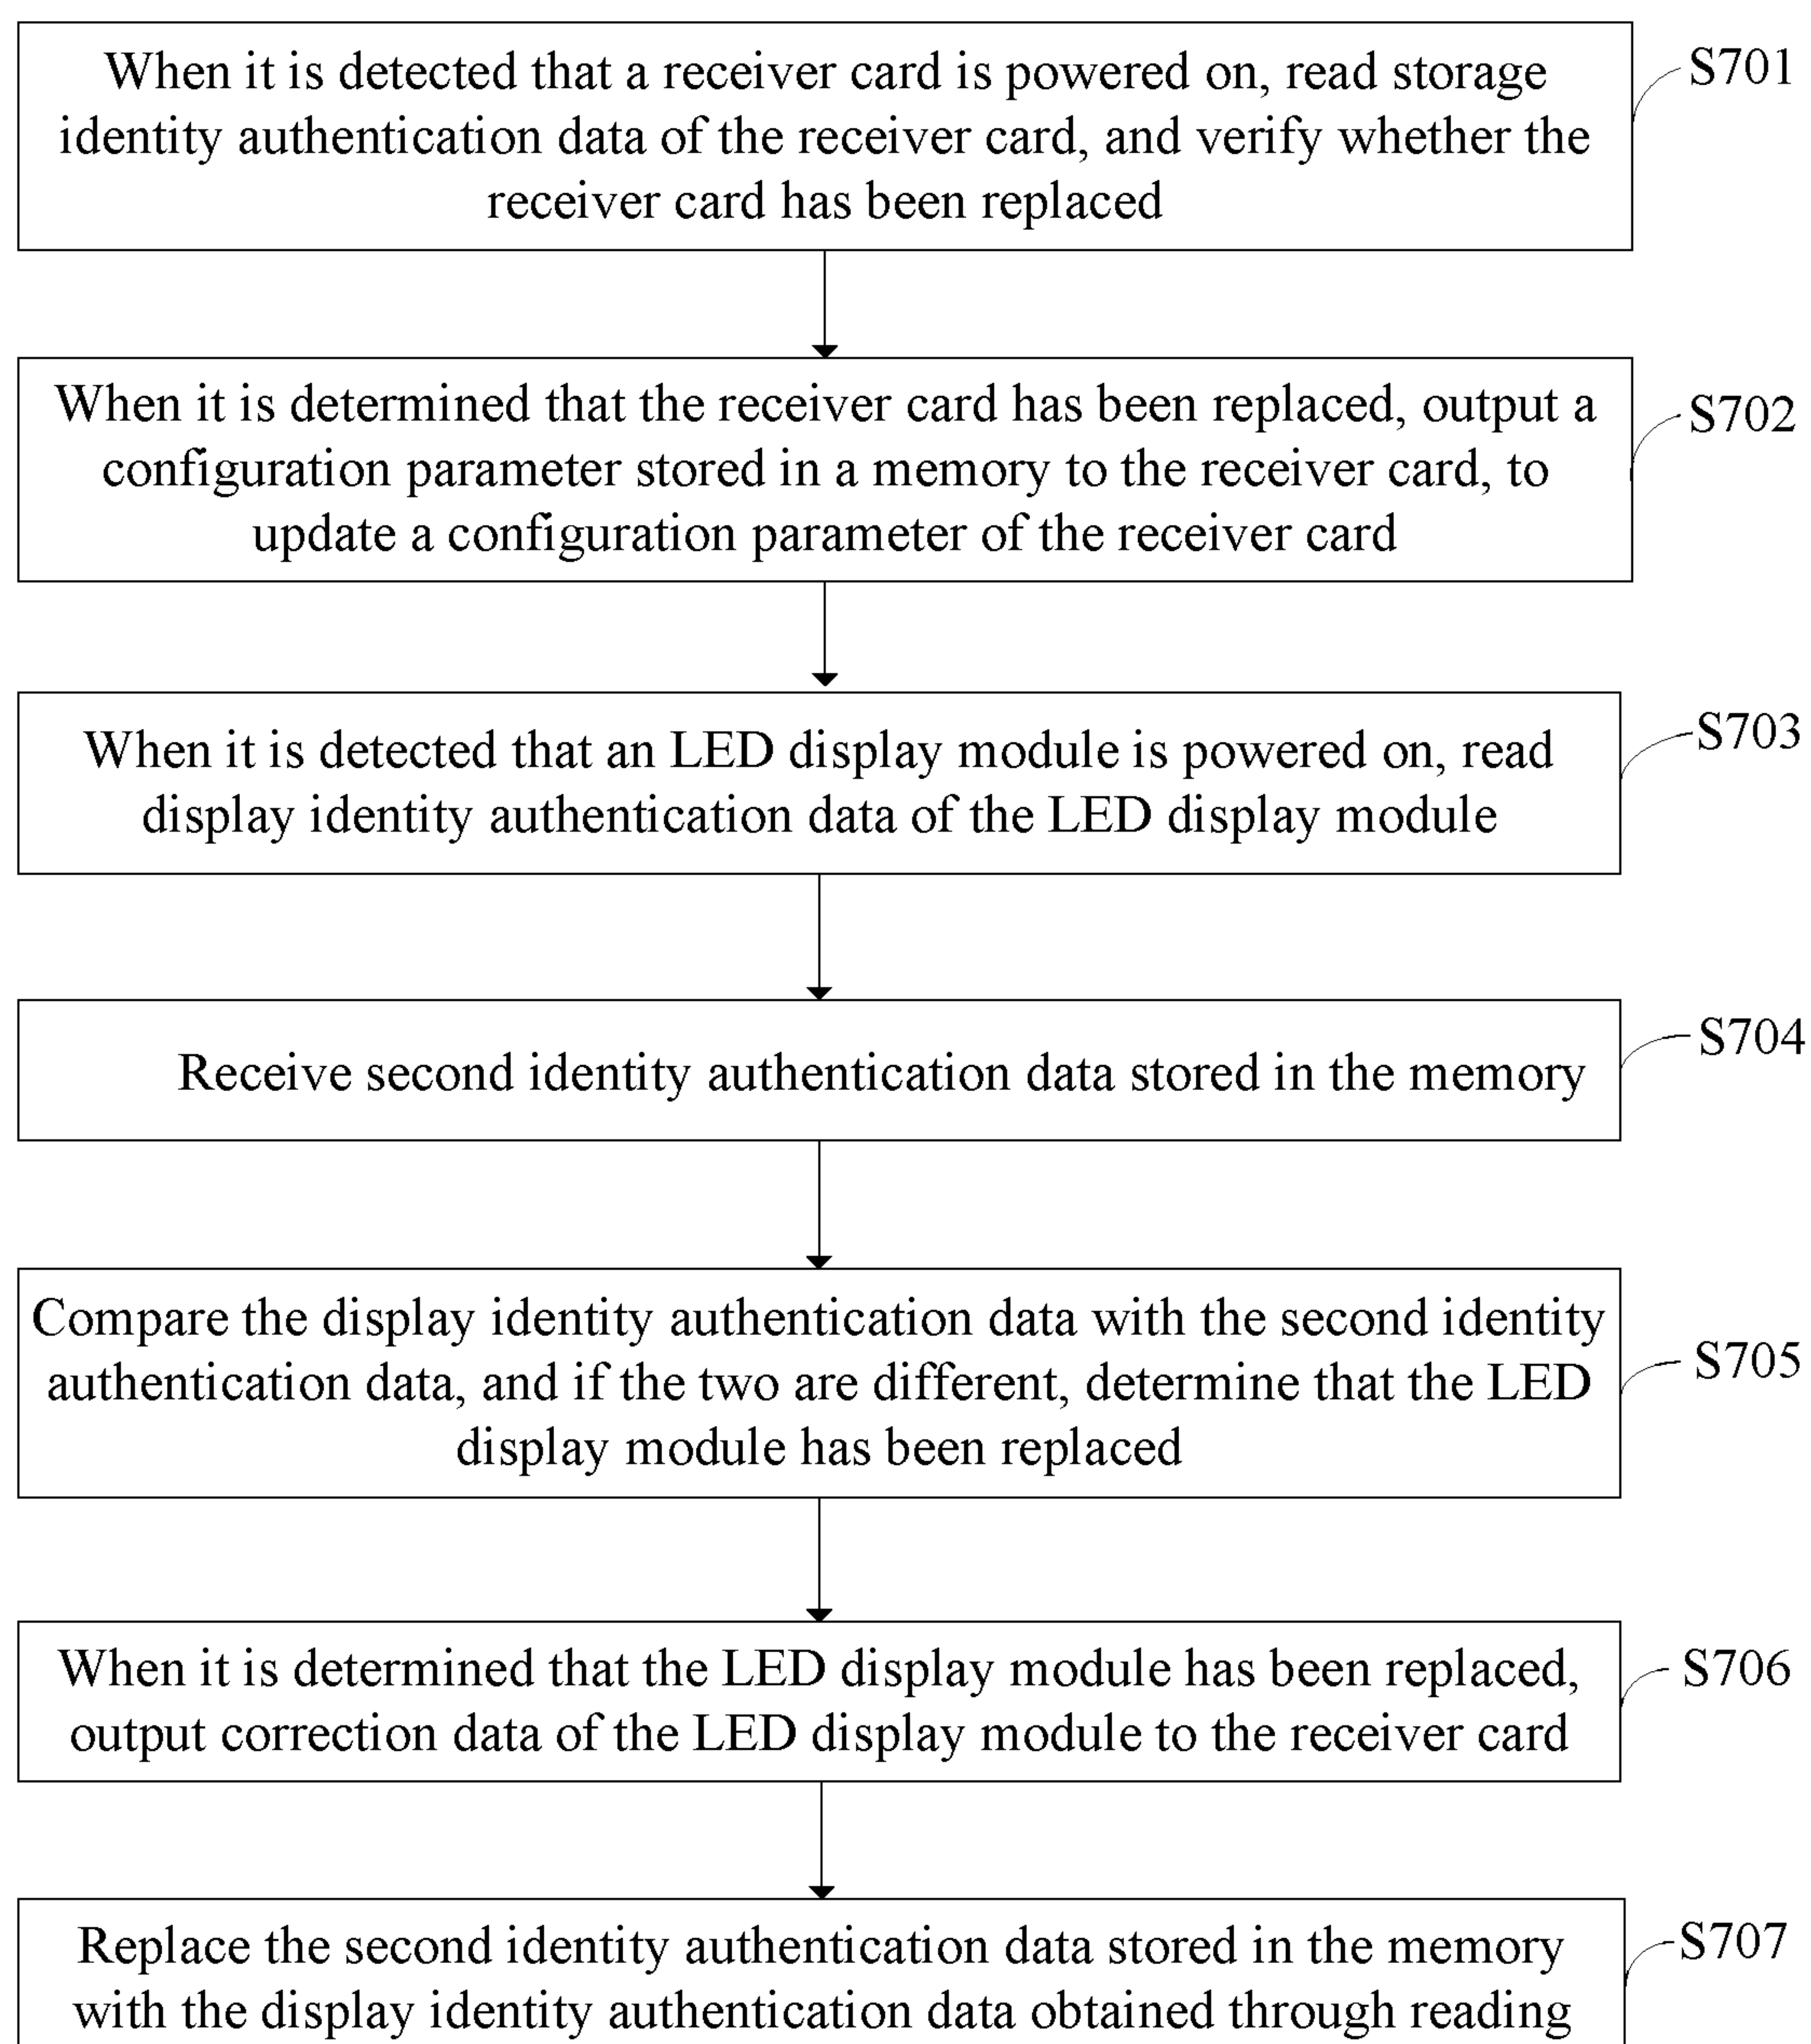 When it is detected that a receiver card is powered on, read storage
identity authentication data of the receiver card, and verify whether the
receiver card has been replaced
S701
When it is determined that the receiver card has been replaced, output a
configuration parameter stored in a memory to the receiver card, to
update a configuration parameter of the receiver card
S702
When it is detected that an LED display module is powered on, read
display identity authentication data of the LED display module
S703
Receive second identity authentication data stored in the memory
S704
Compare the display identity authentication data with the second identity
authentication data, and if the two are different, determine that the LED
display module has been replaced
S705
When it is determined that the LED display module has been replaced,
output correction data of the LED display module to the receiver card
S706
Replace the second identity authentication data stored in the memory
with the display identity authentication data obtained through reading
S707